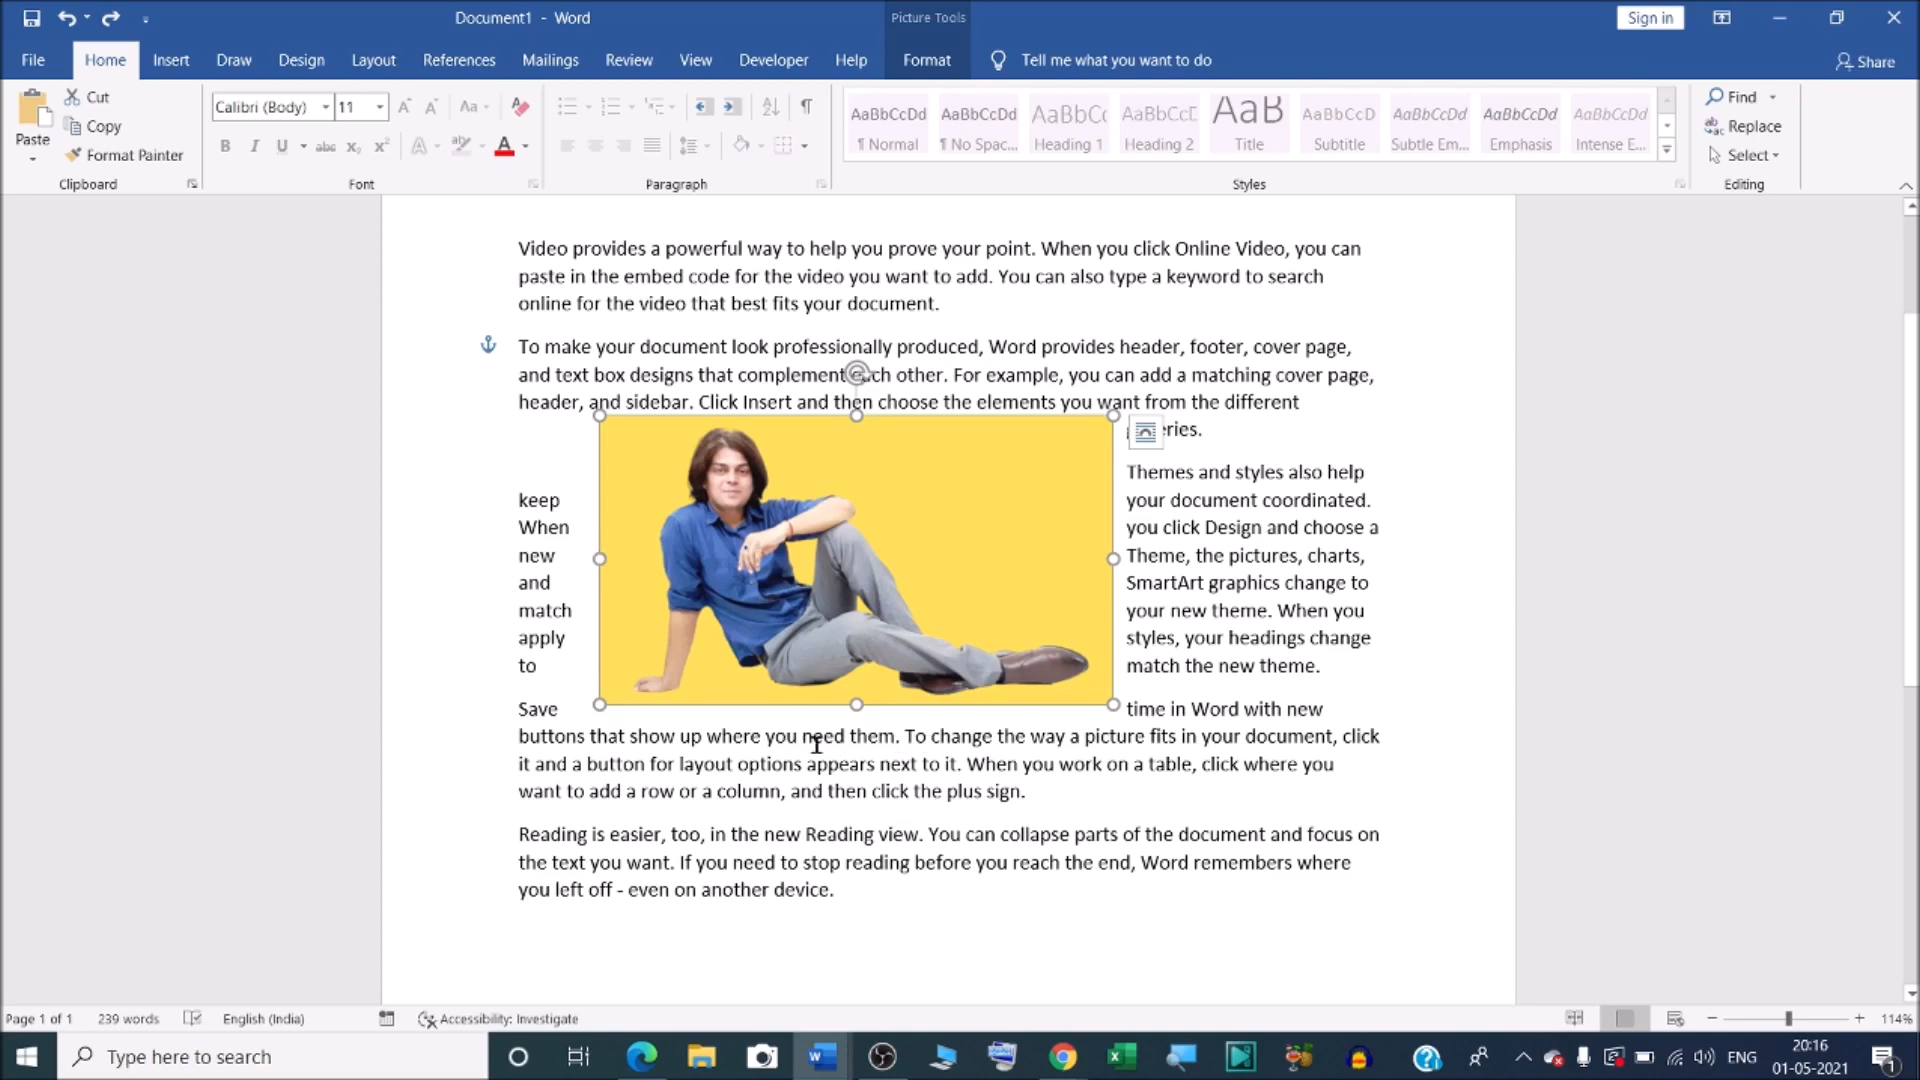 Document1 - Word
Picture Tools
Sign in
File Home Insert Draw Design Layout References Mailings Review View Developer Help Format Tell me what you want to do Share
Paste
Cut
Copy
Format Painter
Clipboard
Calibri (Body) 11
Aa
B I U abc x₂ x² A A
Font
Paragraph
AaBbCcDd AaBbCcDd AaBbCc AaBbCcE AaB AaBbCcD AaBbCcDd AaBbCcDd AaBbCcDd
¶ Normal ¶ No Spac... Heading 1 Heading 2 Title Subtitle Subtle Em... Emphasis Intense E...
Styles
Find
Replace
Select
Editing
Video provides a powerful way to help you prove your point. When you click Online Video, you can
paste in the embed code for the video you want to add. You can also type a keyword to search
online for the video that best fits your document.
To make your document look professionally produced, Word provides header, footer, cover page,
and text box designs that complement each other. For example, you can add a matching cover page,
header, and sidebar. Click Insert and then choose the elements you want from the different
Themes and styles also help
keep your document coordinated.
When you click Design and choose a
new Theme, the pictures, charts,
and SmartArt graphics change to
match your new theme. When you
apply styles, your headings change
to match the new theme.
Save time in Word with new
buttons that show up where you need them. To change the way a picture fits in your document, click
it and a button for layout options appears next to it. When you work on a table, click where you
want to add a row or a column, and then click the plus sign.
Reading is easier, too, in the new Reading view. You can collapse parts of the document and focus on
the text you want. If you need to stop reading before you reach the end, Word remembers where
you left off - even on another device.
Page 1 of 1 239 words English (India) Accessibility: Investigate 114%
Type here to search
ENG
20:16
01-05-2021